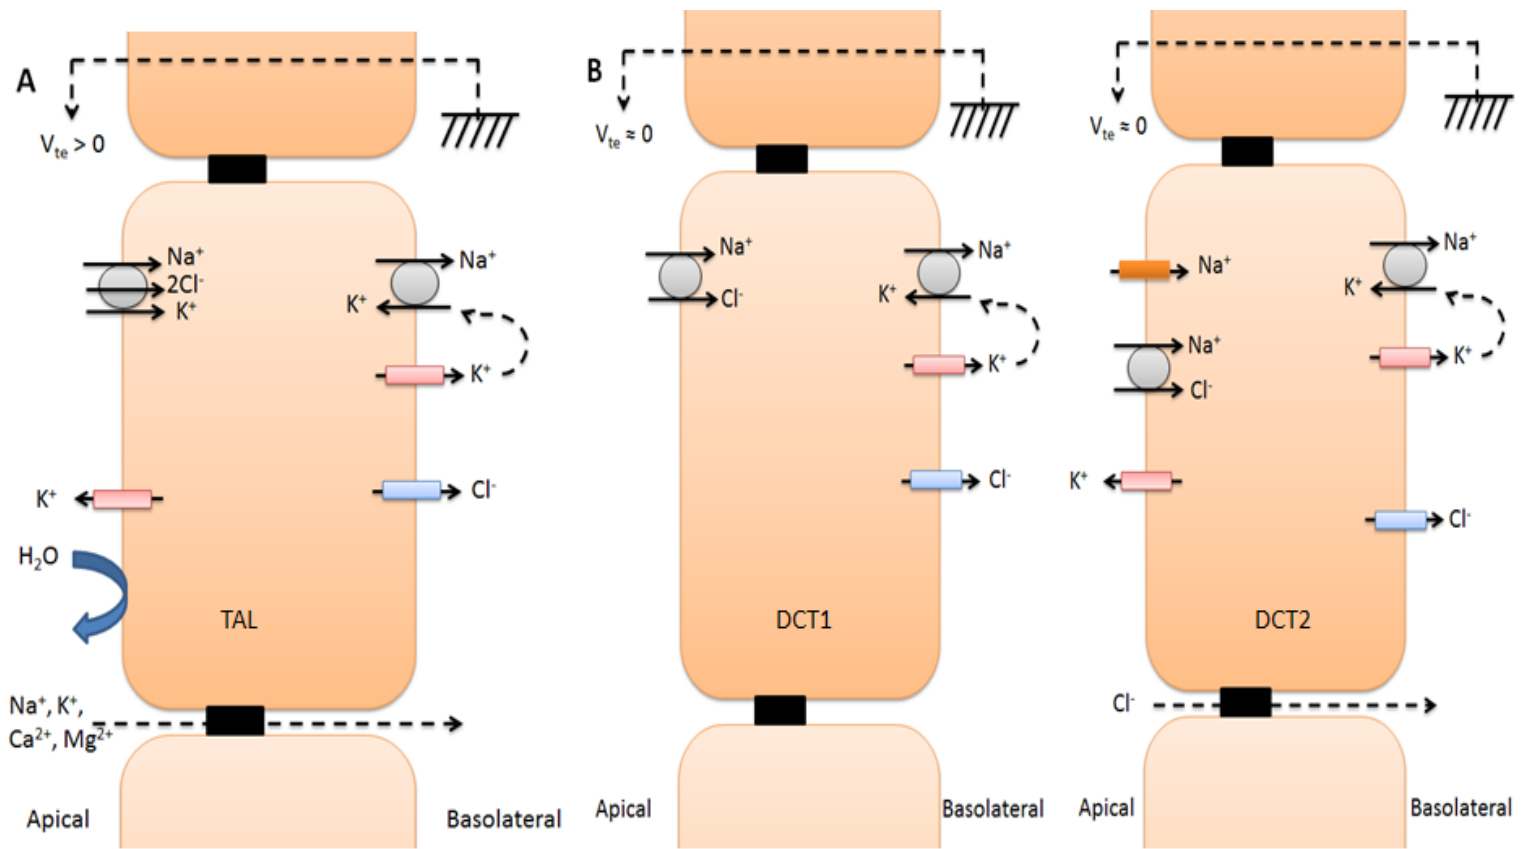 A
V_te > 0
Na⁺
2Cl⁻
K⁺
Na⁺
K⁺
K⁺
K⁺
Cl⁻
H₂O
TAL
Na⁺, K⁺,
Ca²⁺, Mg²⁺
Apical
Basolateral
B
V_te ≈ 0
Na⁺
Cl⁻
Na⁺
K⁺
K⁺
Cl⁻
DCT1
Apical
Basolateral
V_te ≈ 0
Na⁺
Na⁺
Cl⁻
K⁺
Na⁺
K⁺
K⁺
Cl⁻
DCT2
Cl⁻
Apical
Basolateral